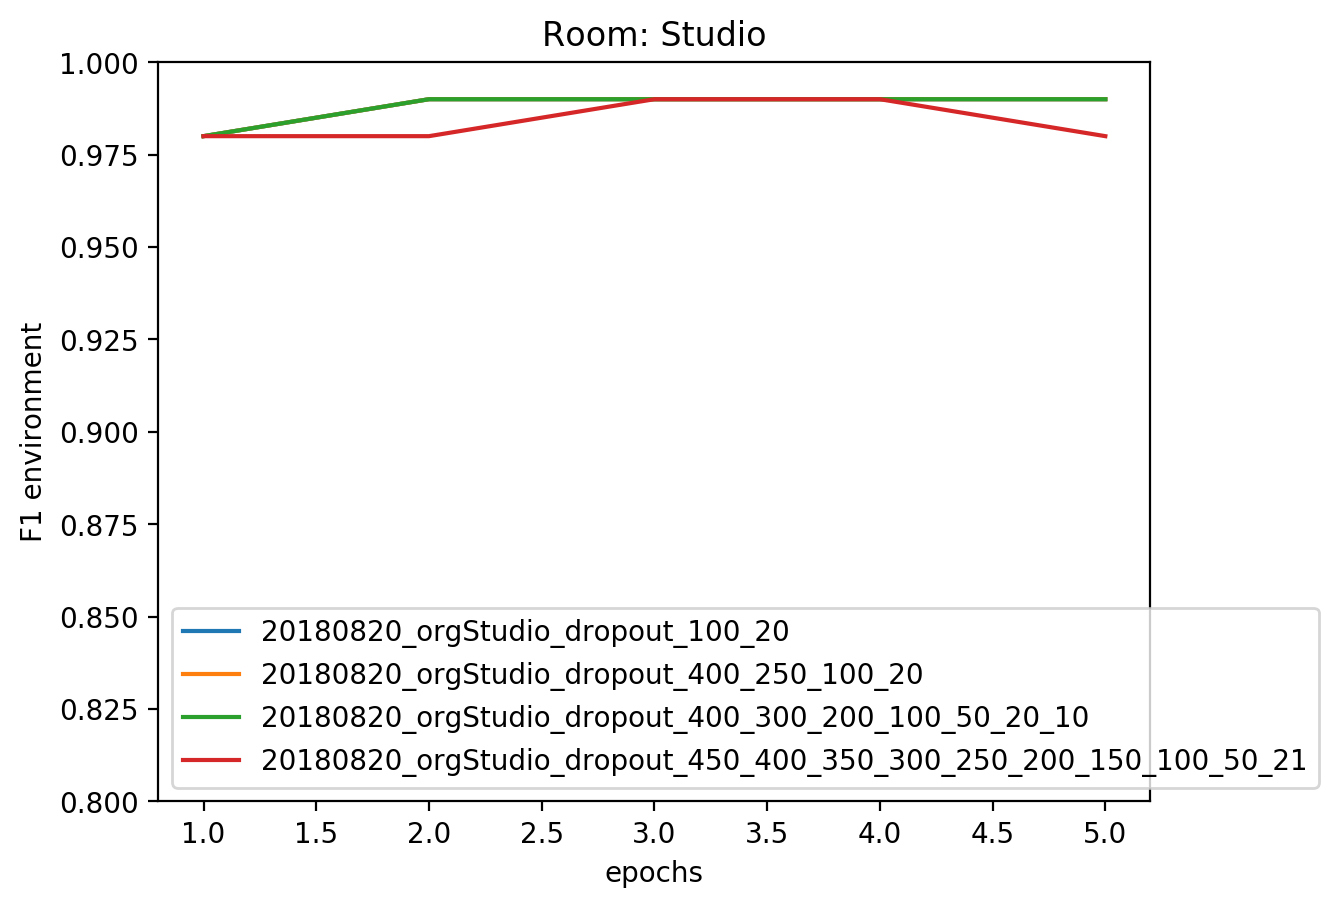 Room: Studio
1.000
0.975
0.950
0.925
0.900
0.875
0.850
0.825
0.800
F1 environment
20180820_orgStudio_dropout_100_20
20180820_orgStudio_dropout_400_250_100_20
20180820_orgStudio_dropout_400_300_200_100_50_20_10
20180820_orgStudio_dropout_450_400_350_300_250_200_150_100_50_21
1.0 1.5 2.0 2.5 3.0 3.5 4.0 4.5 5.0
epochs